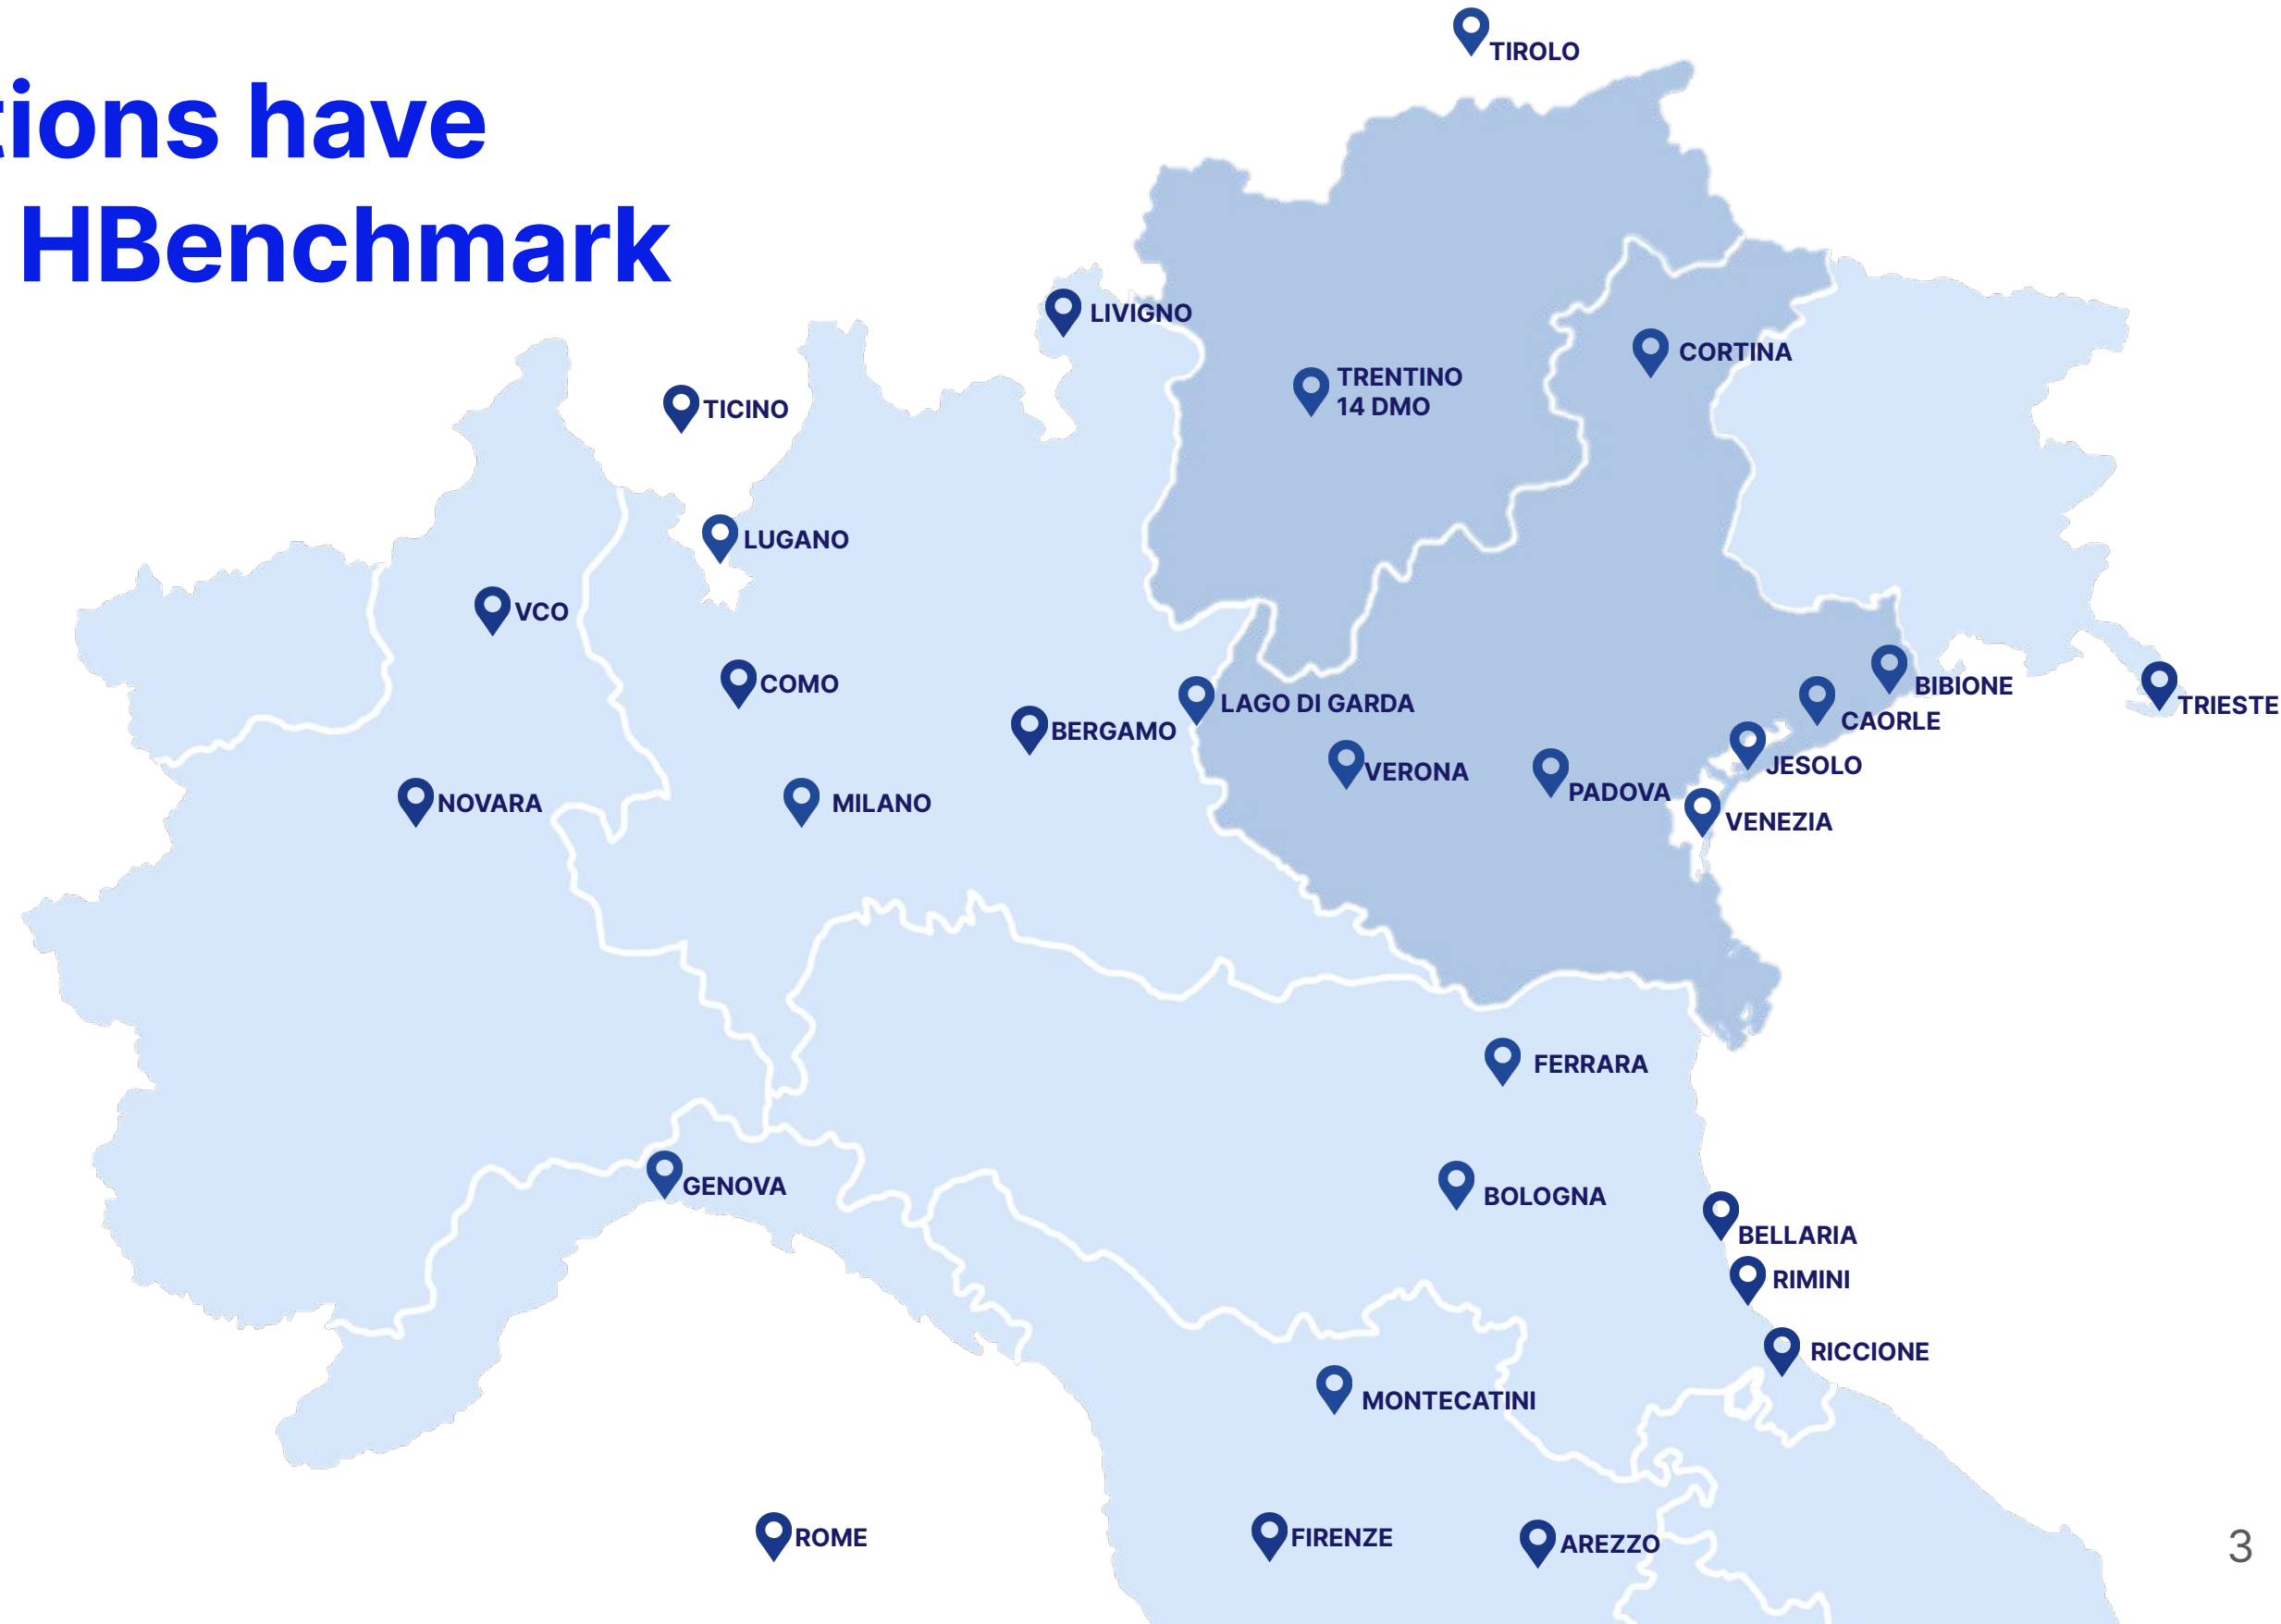 tions have
HBenchmark
TIROLO
LIVIGNO
CORTINA
TRENTINO
14 DMO
TICINO
LUGANO
VCO
COMO
BERGAMO
LAGO DI GARDA
BIBIONE
TRIESTE
CAORLE
JESOLO
VERONA
PADOVA
VENEZIA
NOVARA
MILANO
FERRARA
GENOVA
BOLOGNA
BELLARIA
RIMINI
RICCIONE
MONTECATINI
ROME
FIRENZE
AREZZO
3